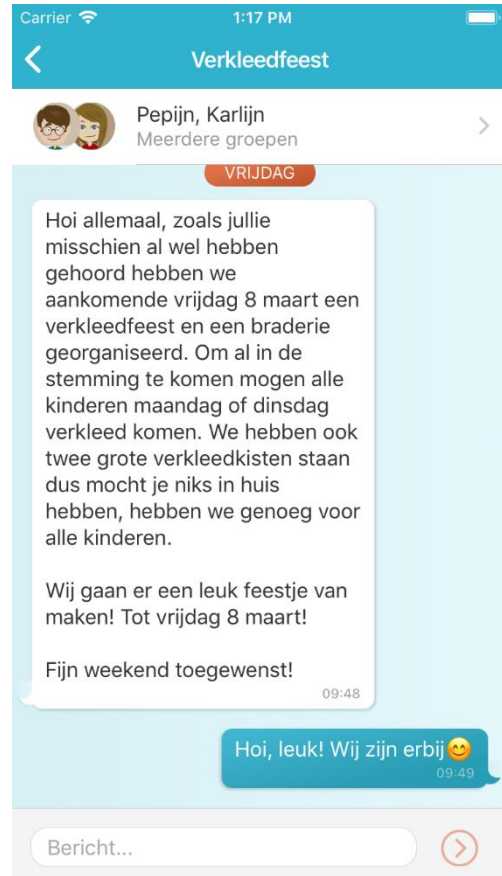 Carrier 1:17 PM
Verkleedfeest
Pepijn, Karlijn
Meerdere groepen
VRIJDAG
Hoi allemaal, zoals jullie
misschien al wel hebben
gehoord hebben we
aankomende vrijdag 8 maart een
verkleedfeest en een braderie
georganiseerd. Om al in de
stemming te komen mogen alle
kinderen maandag of dinsdag
verkleed komen. We hebben ook
twee grote verkleedkisten staan
dus mocht je niks in huis
hebben, hebben we genoeg voor
alle kinderen.
Wij gaan er een leuk feestje van
maken! Tot vrijdag 8 maart!
Fijn weekend toegewenst!
09:48
Hoi, leuk! Wij zijn erbij😊
09:49
Bericht...